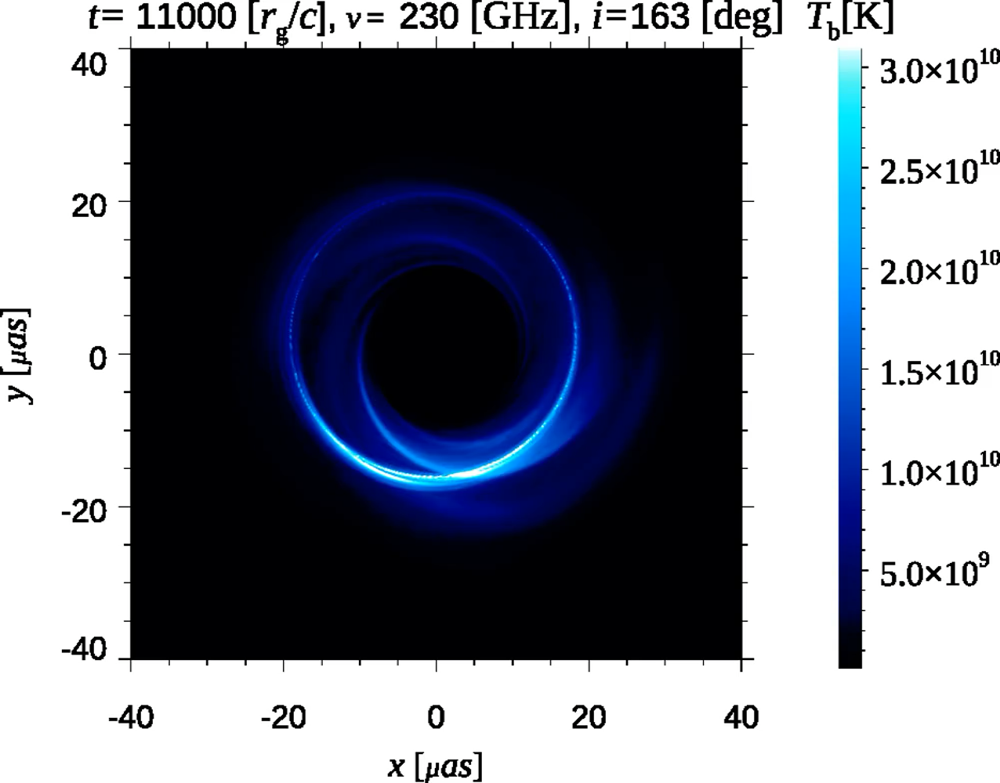 t= 11000 [r_g/c], ν= 230 [GHz], i=163 [deg] T_b[K]
40
20
0
-20
-40
y [μas]
-40 -20 0 20 40
x [μas]
3.0×10^10
2.5×10^10
2.0×10^10
1.5×10^10
1.0×10^10
5.0×10^9